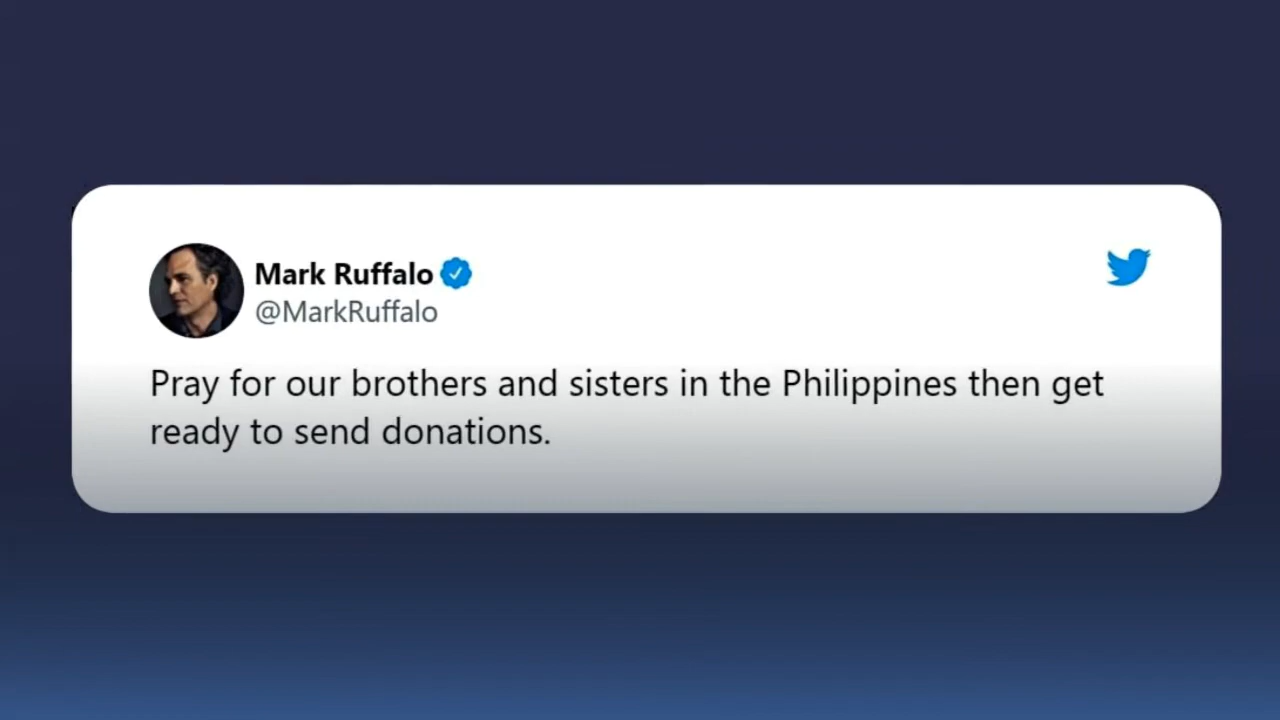 Mark Ruffalo
@MarkRuffalo
Pray for our brothers and sisters in the Philippines then get
ready to send donations.